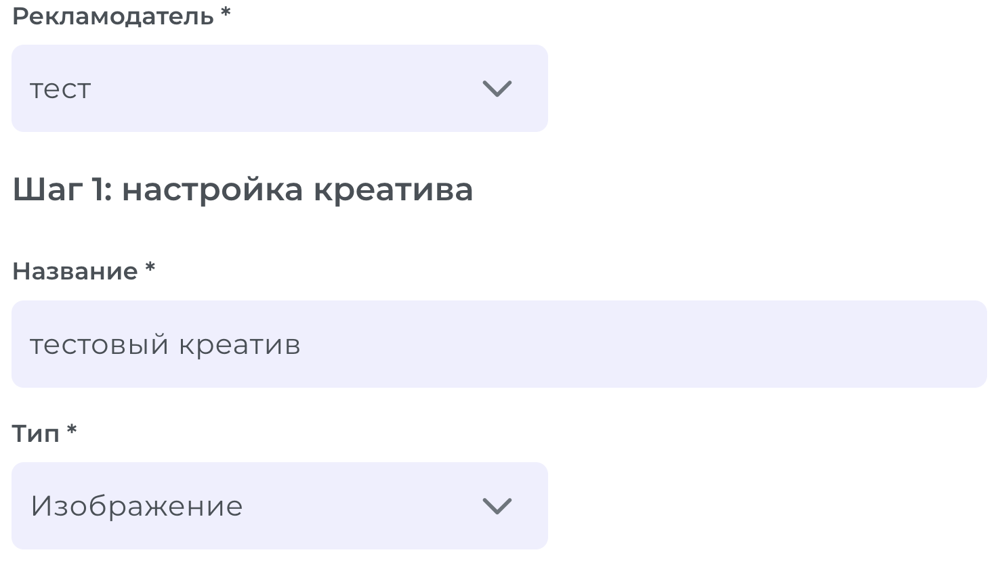 Рекламодатель *
тест
Шаг 1: настройка креатива
Название *
тестовый креатив
Тип *
Изображение